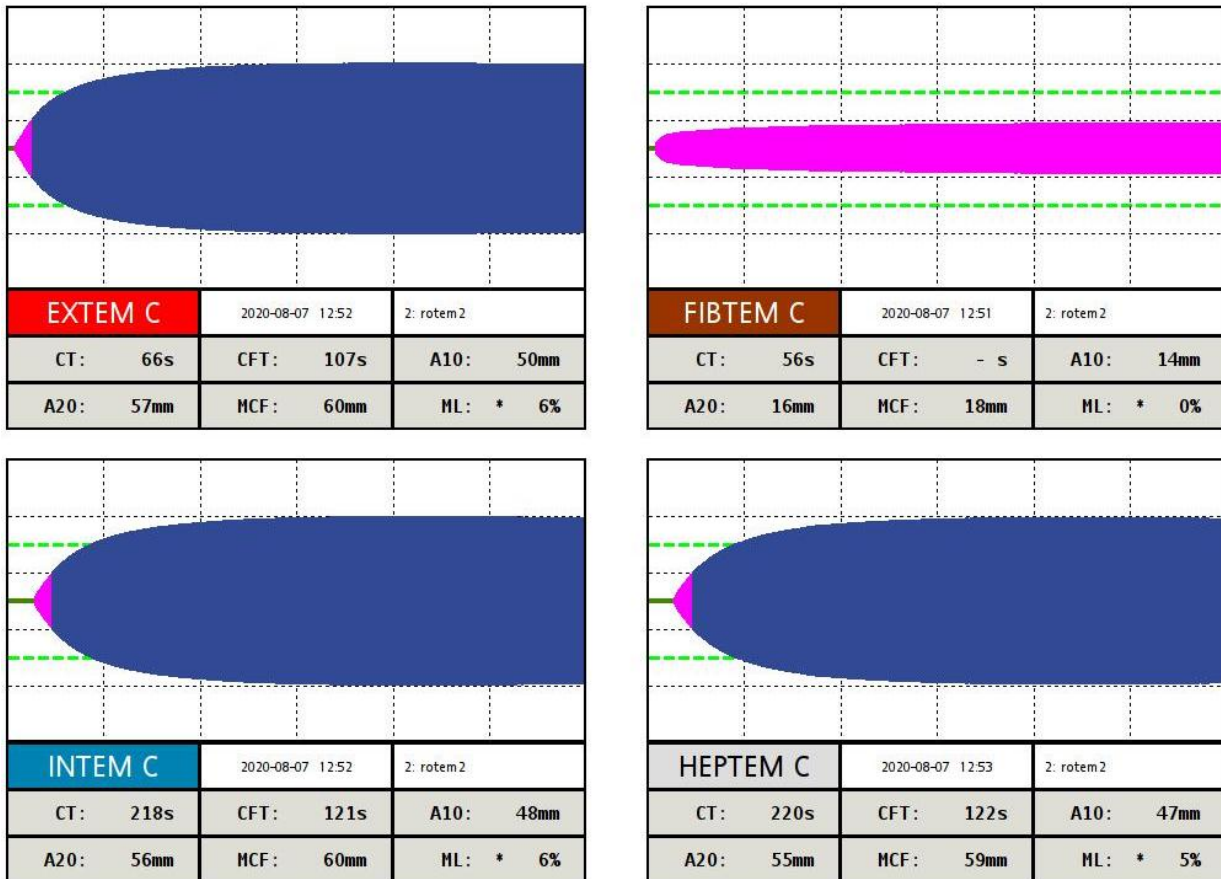 EXTEM C 2020-08-07 12:52 2: rotem2
CT: 66s CFT: 107s A10: 50mm
A20: 57mm MCF: 60mm ML: * 6%
FIBTEM C 2020-08-07 12:51 2: rotem2
CT: 56s CFT: - s A10: 14mm
A20: 16mm MCF: 18mm ML: * 0%
INTEM C 2020-08-07 12:52 2: rotem2
CT: 218s CFT: 121s A10: 48mm
A20: 56mm MCF: 60mm ML: * 6%
HEPTEM C 2020-08-07 12:53 2: rotem2
CT: 220s CFT: 122s A10: 47mm
A20: 55mm MCF: 59mm ML: * 5%